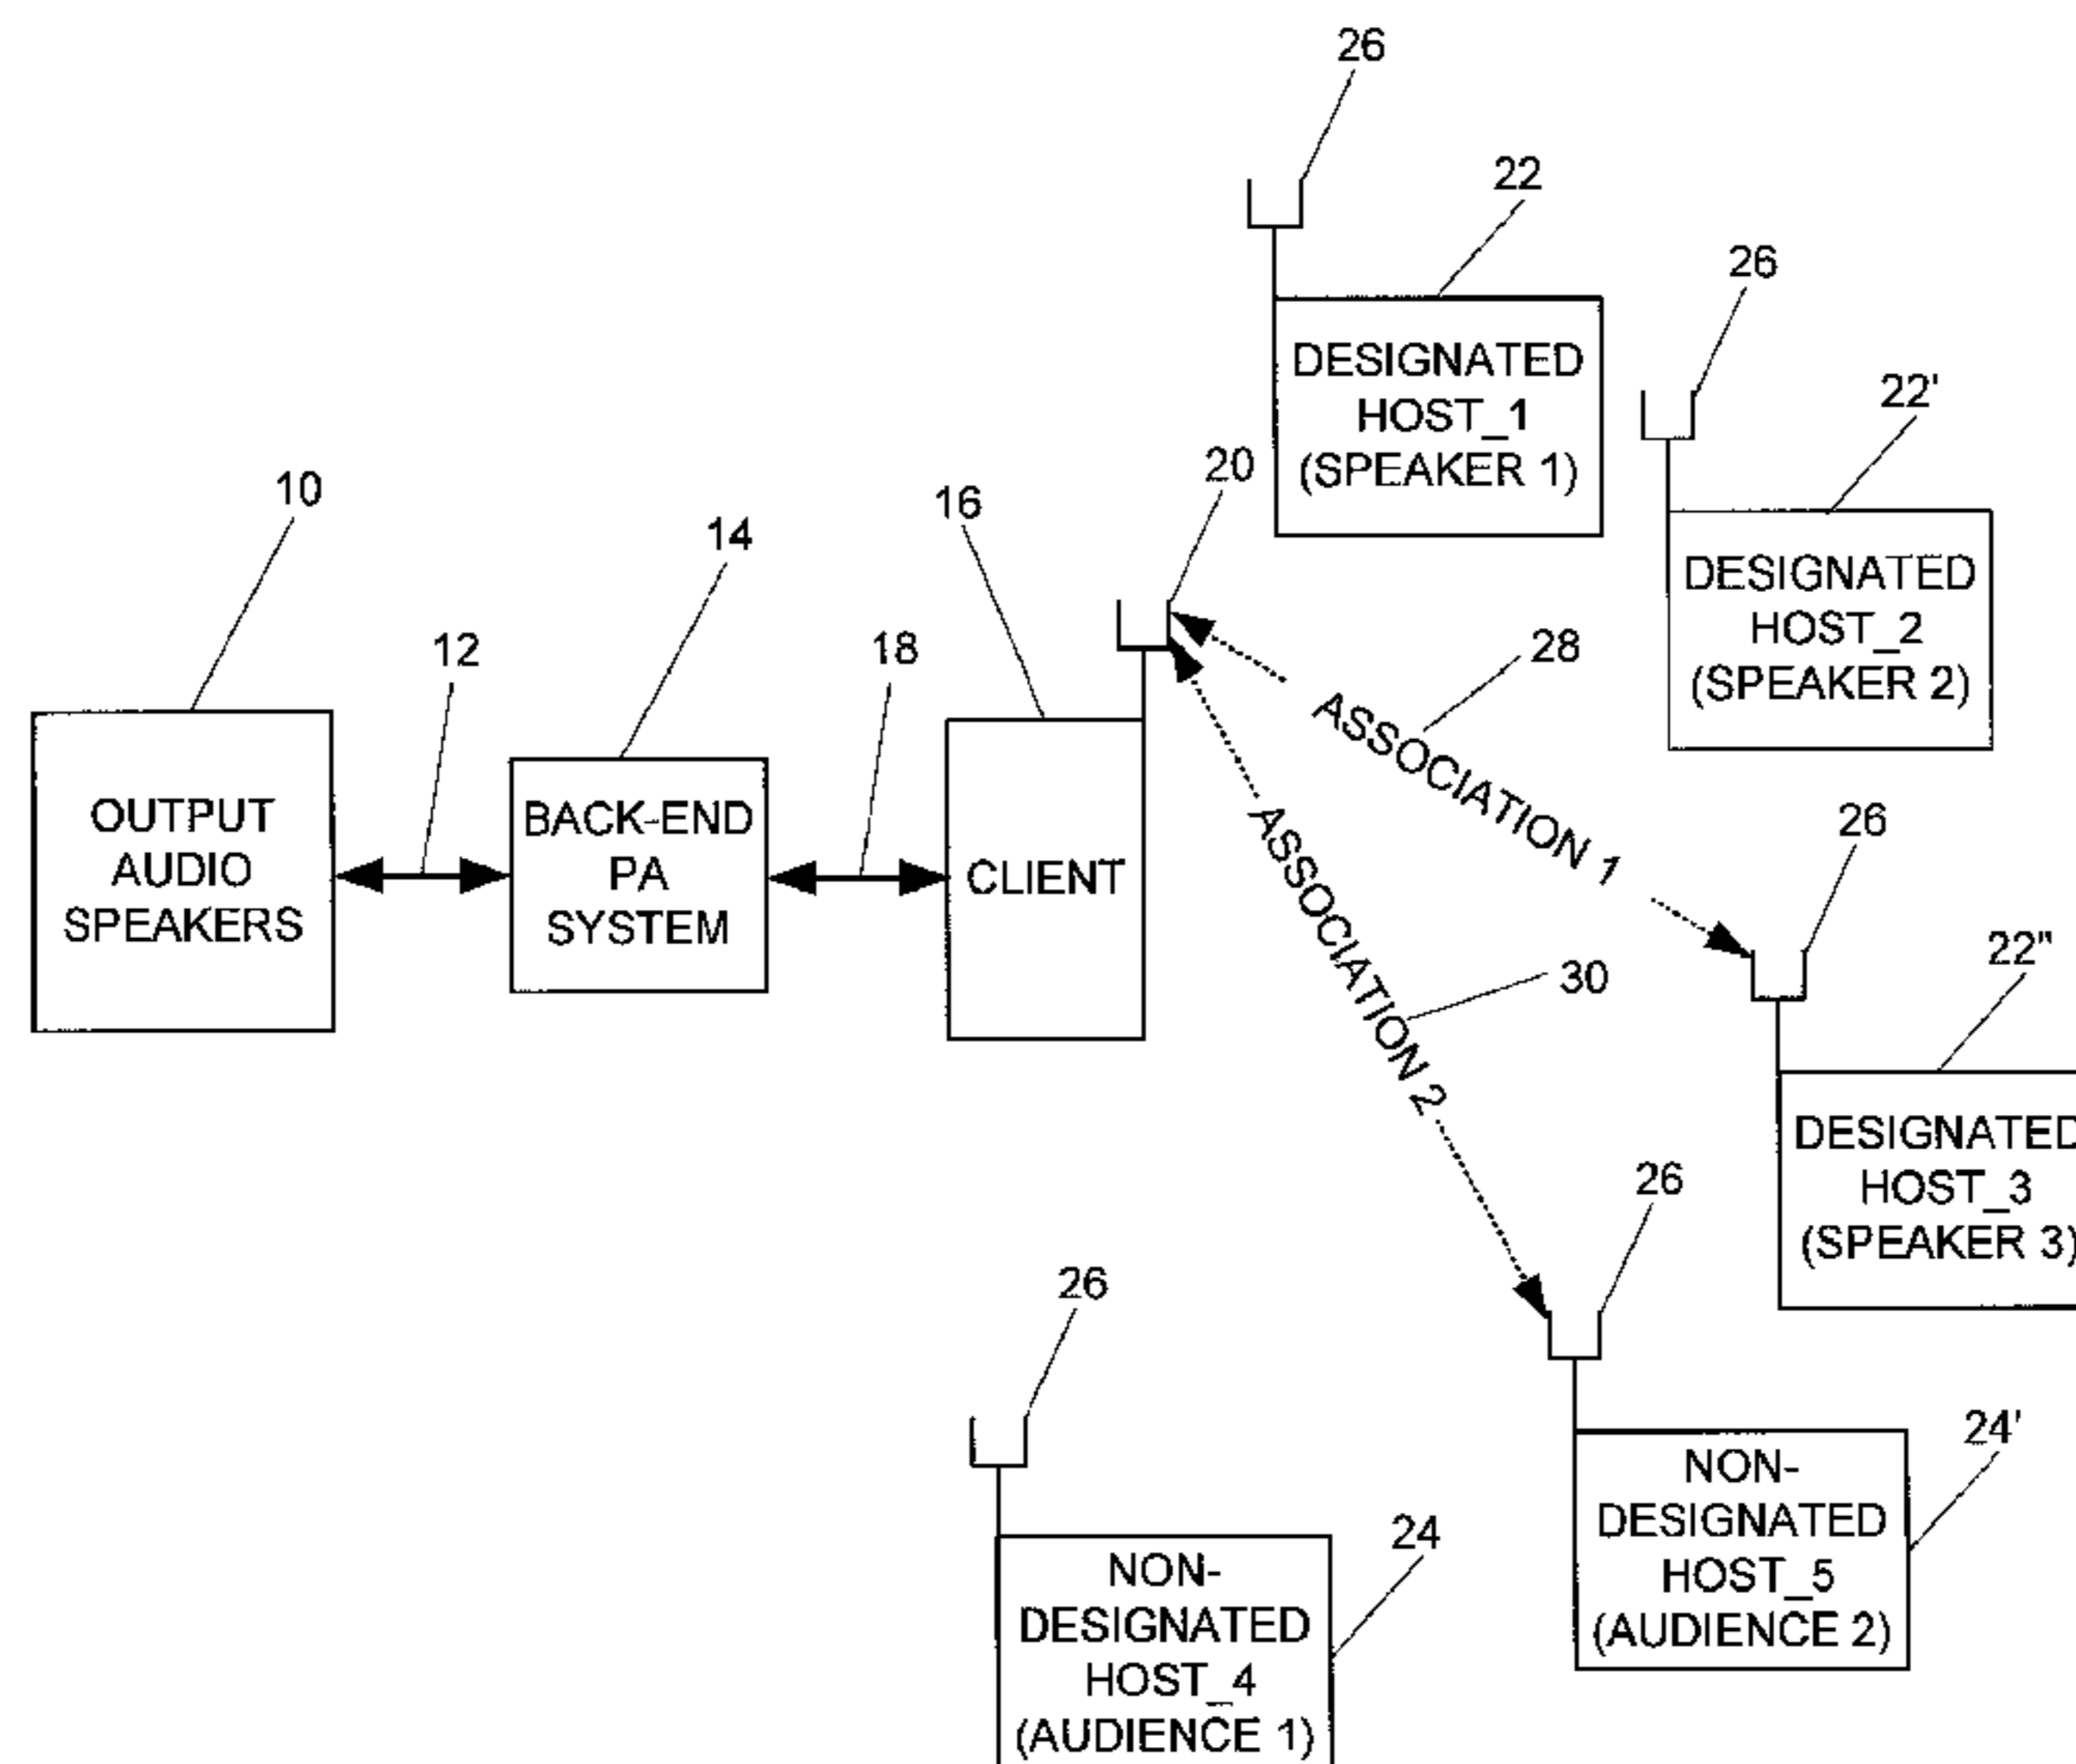 26
22
26
DESIGNATED
HOST_1
(SPEAKER 1)
22'
20
10
16
14
DESIGNATED
HOST_2
(SPEAKER 2)
12
18
28
ASSOCIATION 1
OUTPUT
AUDIO
SPEAKERS
BACK-END
PA
SYSTEM
CLIENT
ASSOCIATION 2
26
22"
30
DESIGNATED
HOST_3
(SPEAKER 3)
26
26
24'
NON-
DESIGNATED
HOST_5
(AUDIENCE 2)
24
NON-
DESIGNATED
HOST_4
(AUDIENCE 1)